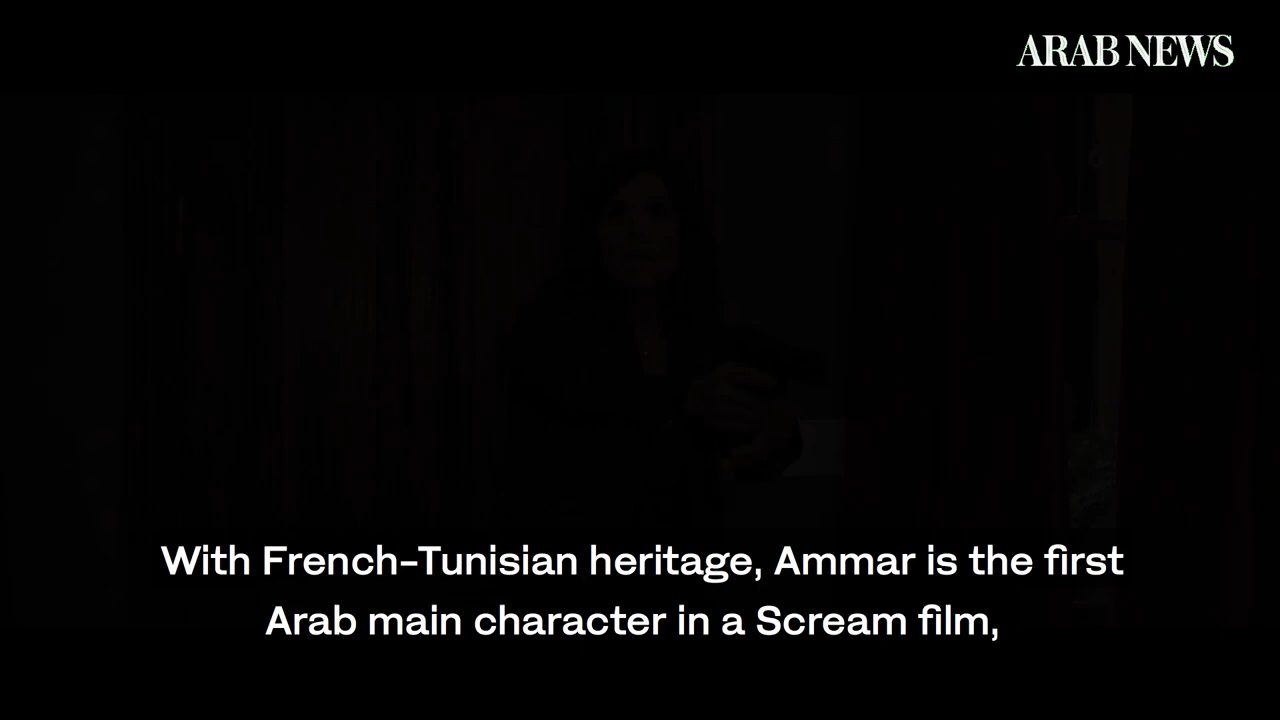 ARAB NEWS
With French-Tunisian heritage, Ammar is the first
Arab main character in a Scream film,